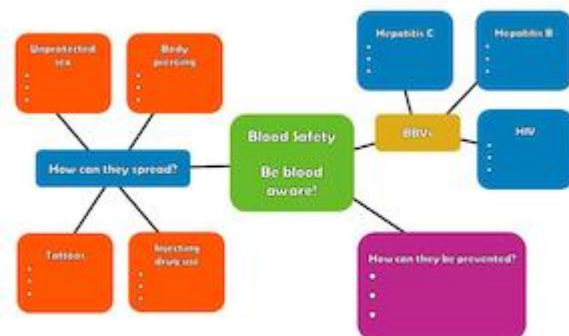 Unprotected
sex
Body
piercing
Hepatitis C
Hepatitis B
Blood Safety
Be blood
aware!
BBVs
HIV
How can they spread?
Tattoos
Injecting
drug use
How can they be prevented?